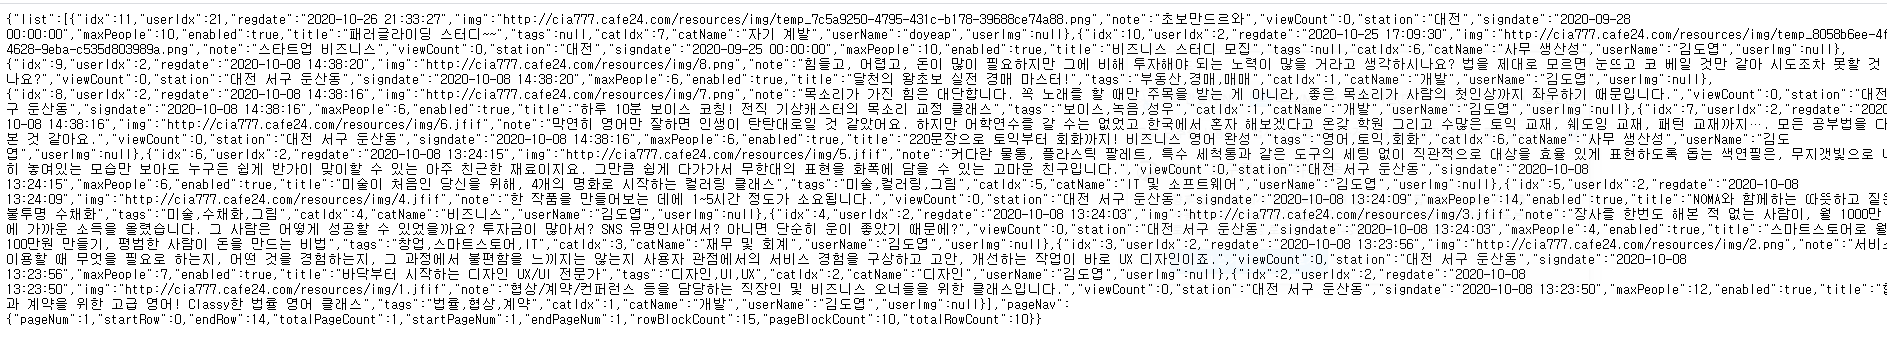 {"list":[{"idx":11,"userIdx":21,"regdate":"2020-10-26 21:33:27","img":"http://cia777.cafe24.com/resources/img/temp_7c5a9250-4795-431c-b178-39688ce74a88.png","note":"초보만드르와","viewCount":0,"station":"대전","signdate":"2020-09-28
00:00:00","maxPeople":10,"enabled":true,"title":"패러글라이딩 스터디~~","tags":null,"catIdx":7,"catName":"자기 계발","userName":"doyeap","userImg":null},{"idx":10,"userIdx":2,"regdate":"2020-10-25 17:09:30","img":"http://cia777.cafe24.com/resources/img/temp_8058b6ee-4f
4628-9eba-c535d803989a.png","note":"스타트업 비즈니스","viewCount":0,"station":"대전","signdate":"2020-09-25 00:00:00","maxPeople":10,"enabled":true,"title":"비즈니스 스터디 모집","tags":null,"catIdx":6,"catName":"사무 생산성","userName":"김도엽","userImg":null},
{"idx":9,"userIdx":2,"regdate":"2020-10-08 14:38:20","img":"http://cia777.cafe24.com/resources/img/8.png","note":"힘들고, 어렵고, 돈이 많이 필요하지만 그에 비해 투자해야 되는 노력이 많을 거라고 생각하시나요? 법을 제대로 모르면 눈뜨고 코 베일 것만 같아 시도조차 못할 것
나요?","viewCount":0,"station":"대전 서구 둔산동","signdate":"2020-10-08 14:38:20","maxPeople":6,"enabled":true,"title":"달천의 왕초보 실전 경매 마스터!","tags":"부동산,경매,매매","catIdx":1,"catName":"개발","userName":"김도엽","userImg":null},
{"idx":8,"userIdx":2,"regdate":"2020-10-08 14:38:16","img":"http://cia777.cafe24.com/resources/img/7.png","note":"목소리가 가진 힘은 대단합니다. 꼭 노래를 할 때만 주목을 받는 게 아니라, 좋은 목소리가 사람의 첫인상까지 좌우하기 때문입니다.","viewCount":0,"station":"대전
구 둔산동","signdate":"2020-10-08 14:38:16","maxPeople":6,"enabled":true,"title":"하루 10분 보이스 코칭! 전직 기상캐스터의 목소리 교정 클래스","tags":"보이스,녹음,성우","catIdx":1,"catName":"개발","userName":"김도엽","userImg":null},{"idx":7,"userIdx":2,"regdate":"2020
10-08 14:38:16","img":"http://cia777.cafe24.com/resources/img/6.jfif","note":"막연히 영어만 잘하면 인생이 탄탄대로일 것 같았어요. 하지만 어학연수를 갈 수는 없었고 한국에서 혼자 해보겠다고 온갖 학원 그리고 수많은 토익 교재, 쉐도잉 교재, 패턴 교재까지…. 모든 공부법을 다
본 것 같아요.","viewCount":0,"station":"대전 서구 둔산동","signdate":"2020-10-08 14:38:16","maxPeople":6,"enabled":true,"title":"220문장으로 토익부터 회화까지! 비즈니스 영어 완성","tags":"영어,토익,회화","catIdx":6,"catName":"사무 생산성","userName":"김도
엽","userImg":null},{"idx":6,"userIdx":2,"regdate":"2020-10-08 13:24:15","img":"http://cia777.cafe24.com/resources/img/5.jfif","note":"커다란 물통, 플라스틱 팔레트, 특수 세척통과 같은 도구의 세팅 없이 직관적으로 대상을 효율 있게 표현하도록 돕는 색연필은, 무지갯빛으로
히 놓여있는 모습만 보아도 누구든 쉽게 반가이 맞이할 수 있는 아주 친근한 재료이지요. 그만큼 쉽게 다가가서 무한대의 표현을 화폭에 담을 수 있는 고마운 친구입니다.","viewCount":0,"station":"대전 서구 둔산동","signdate":"2020-10-08
13:24:15","maxPeople":6,"enabled":true,"title":"미술이 처음인 당신을 위해, 4개의 명화로 시작하는 컬러링 클래스","tags":"미술,컬러링,그림","catIdx":5,"catName":"IT 및 소프트웨어","userName":"김도엽","userImg":null},{"idx":5,"userIdx":2,"regdate":"2020-10-08
13:24:09","img":"http://cia777.cafe24.com/resources/img/4.jfif","note":"한 작품을 만들어보는 데에 1~5시간 정도가 소요됩니다.","viewCount":0,"station":"대전 서구 둔산동","signdate":"2020-10-08 13:24:09","maxPeople":14,"enabled":true,"title":"NOMA와 함께하는 따뜻하고 짙은
불투명 수채화","tags":"미술,수채화,그림","catIdx":4,"catName":"비즈니스","userName":"김도엽","userImg":null},{"idx":4,"userIdx":2,"regdate":"2020-10-08 13:24:03","img":"http://cia777.cafe24.com/resources/img/3.jfif","note":"장사를 한번도 해본 적 없는 사람이, 월 1000만
에 가까운 소득을 올렸습니다. 그 사람은 어떻게 성공할 수 있었을까요? 투자금이 많아서? SNS 유명인사여서? 아니면 단순히 운이 좋았기 때문에?","viewCount":0,"station":"대전 서구 둔산동","signdate":"2020-10-08 13:24:03","maxPeople":4,"enabled":true,"title":"스마트스토어로 월
100만원 만들기, 평범한 사람이 돈을 만드는 비법","tags":"창업,스마트스토어,IT","catIdx":3,"catName":"재무 및 회계","userName":"김도엽","userImg":null},{"idx":3,"userIdx":2,"regdate":"2020-10-08 13:23:56","img":"http://cia777.cafe24.com/resources/img/2.png","note":"서비스
이용할 때 무엇을 필요로 하는지, 어떤 것을 경험하는지, 그 과정에서 불편함을 느끼지는 않는지 사용자 관점에서의 서비스 경험을 구상하고 고안, 개선하는 작업이 바로 UX 디자인이죠.","viewCount":0,"station":"대전 서구 둔산동","signdate":"2020-10-08
13:23:56","maxPeople":7,"enabled":true,"title":"바닥부터 시작하는 디자인 UX/UI 전문가","tags":"디자인,UI,UX","catIdx":2,"catName":"디자인","userName":"김도엽","userImg":null},{"idx":2,"userIdx":2,"regdate":"2020-10-08
13:23:50","img":"http://cia777.cafe24.com/resources/img/1.jfif","note":"협상/계약/컨퍼런스 등을 담당하는 직장인 및 비즈니스 오너들을 위한 클래스입니다.","viewCount":0,"station":"대전 서구 둔산동","signdate":"2020-10-08 13:23:50","maxPeople":12,"enabled":true,"title":"
과 계약을 위한 고급 영어! Classy한 법률 영어 클래스","tags":"법률,협상,계약","catIdx":1,"catName":"개발","userName":"김도엽","userImg":null}],"pageNav":
{"pageNum":1,"startRow":0,"endRow":14,"totalPageCount":1,"startPageNum":1,"endPageNum":1,"rowBlockCount":15,"pageBlockCount":10,"totalRowCount":10}}